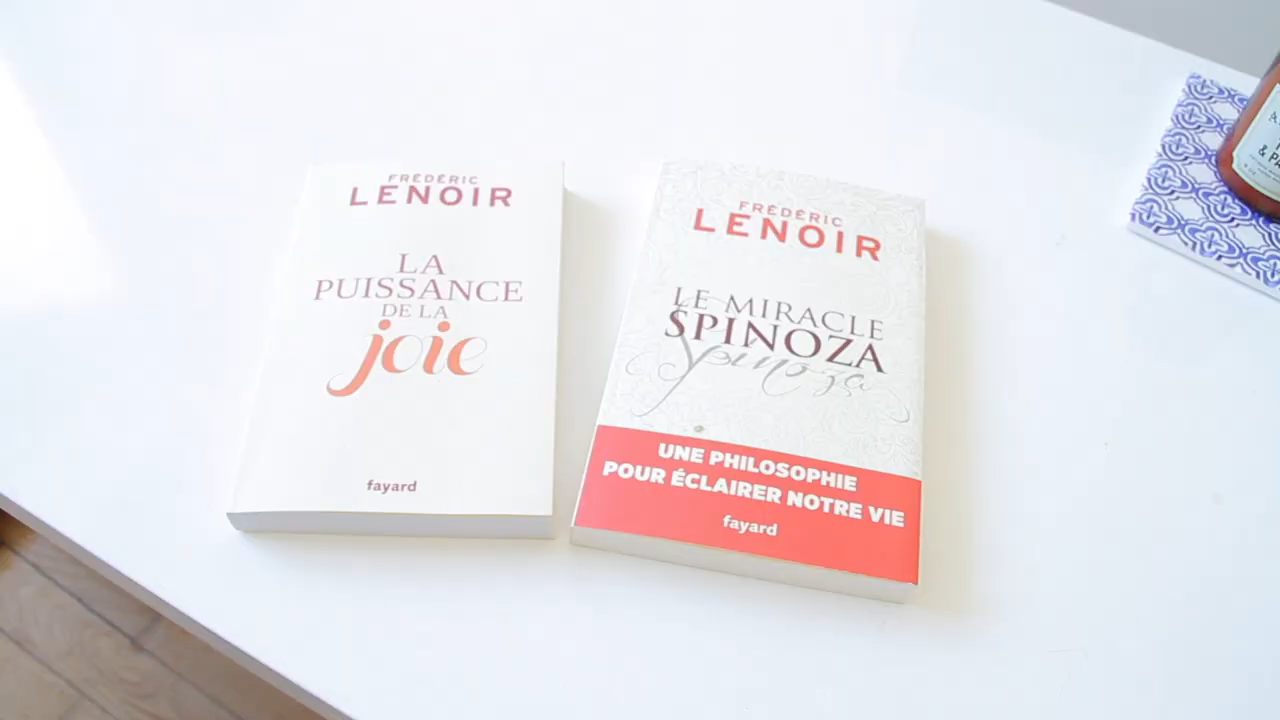 FRÉDÉRIC
LENOIR
LA
PUISSANCE
DE LA
joie
fayard
FRÉDÉRIC
LENOIR
LE MIRACLE
SPINOZA
Spinoza
UNE PHILOSOPHIE
POUR ÉCLAIRER NOTRE VIE
fayard